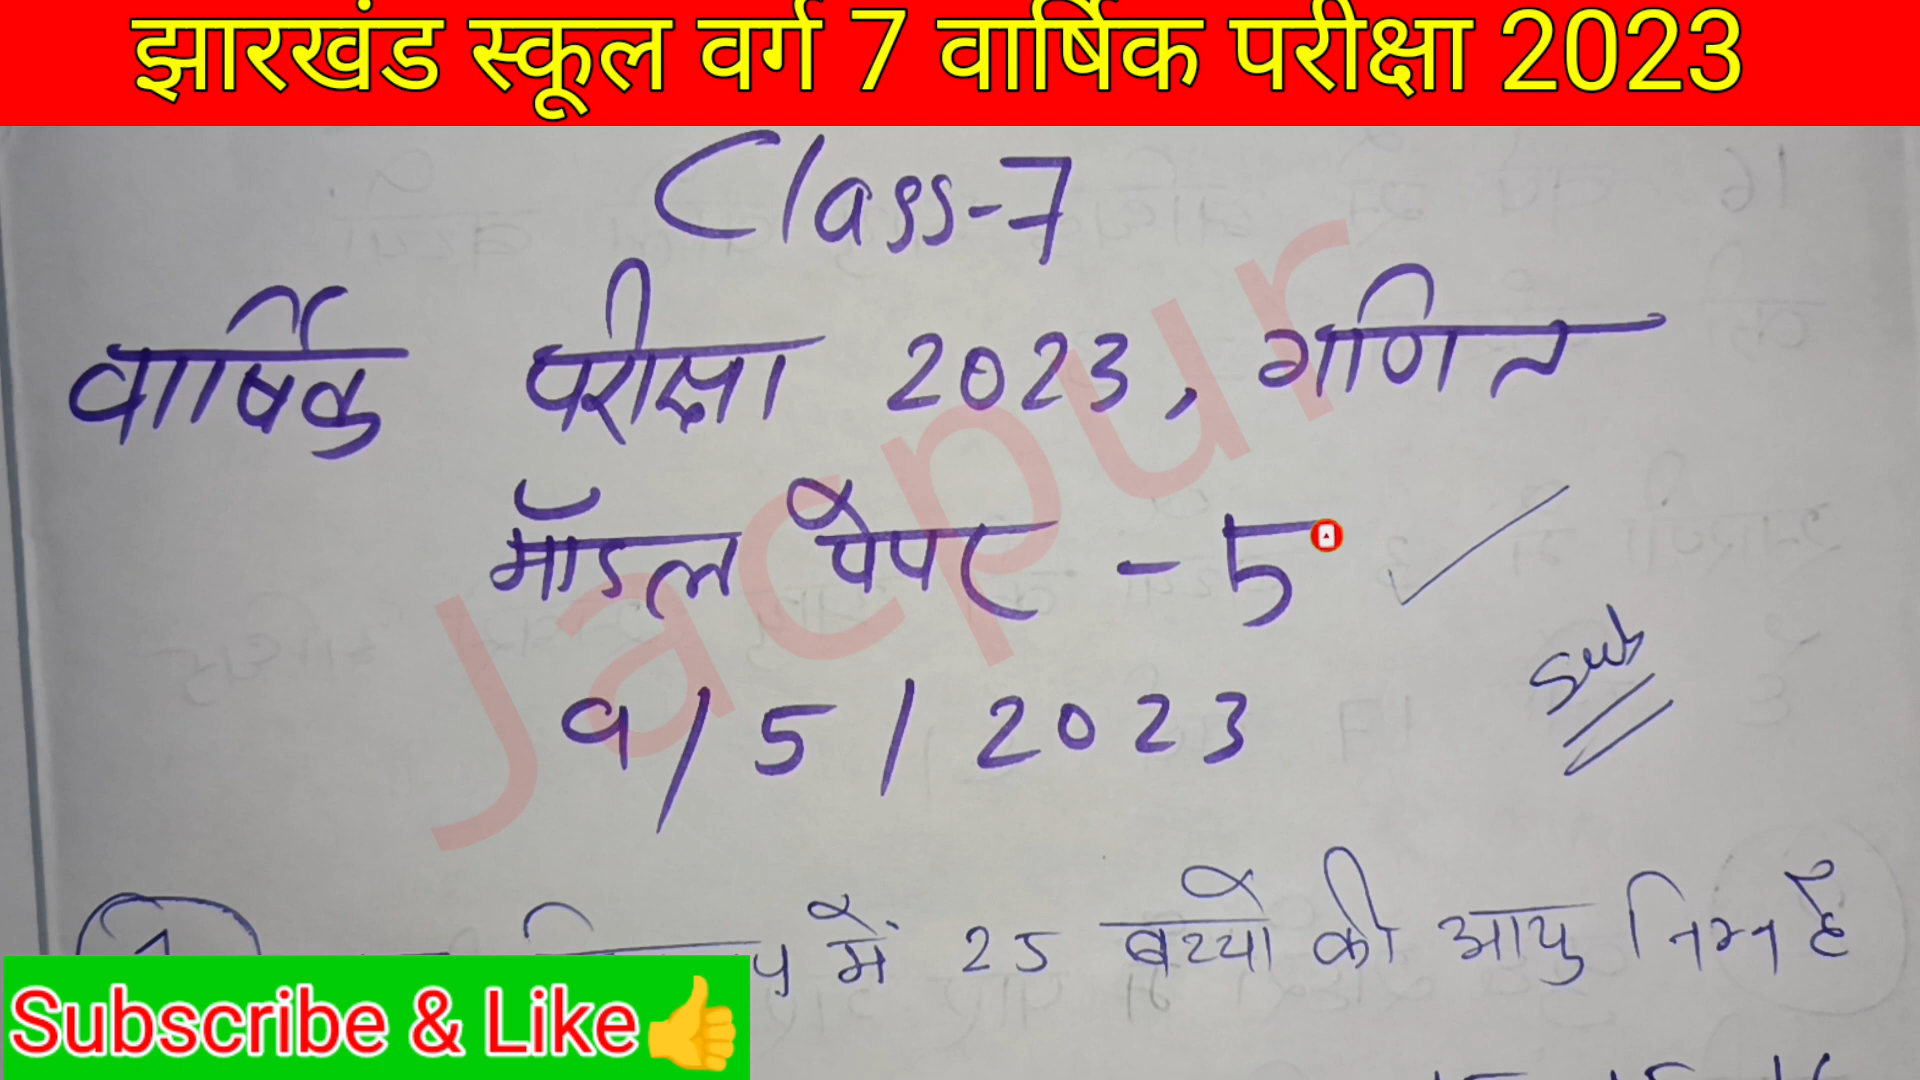 झारखंड स्कूल वर्ग 7 वार्षिक परीक्षा 2023
Class-7
वार्षिक परीक्षा 2023, गणित
मॉडल पेपर - 5
9/5/2023
Sub
Jacpur
में 25 बच्चो की आयु निम्न है
Subscribe & Like